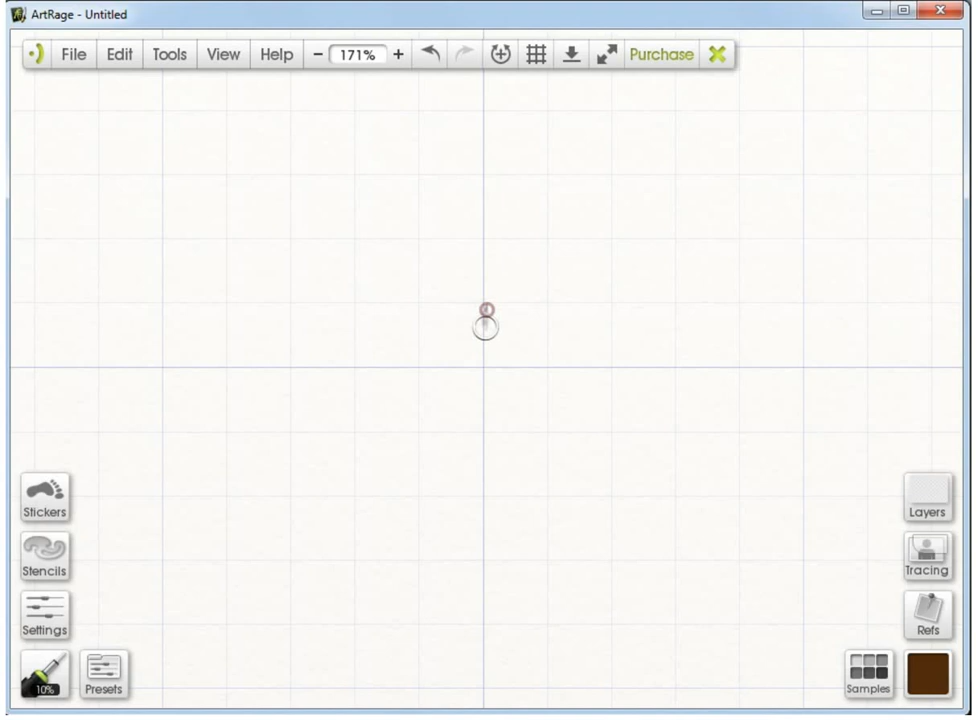 ArtRage - Untitled
File Edit Tools View Help 171% Purchase
Stickers
Stencils
Settings
10% Presets
Layers
Tracing
Refs
Samples